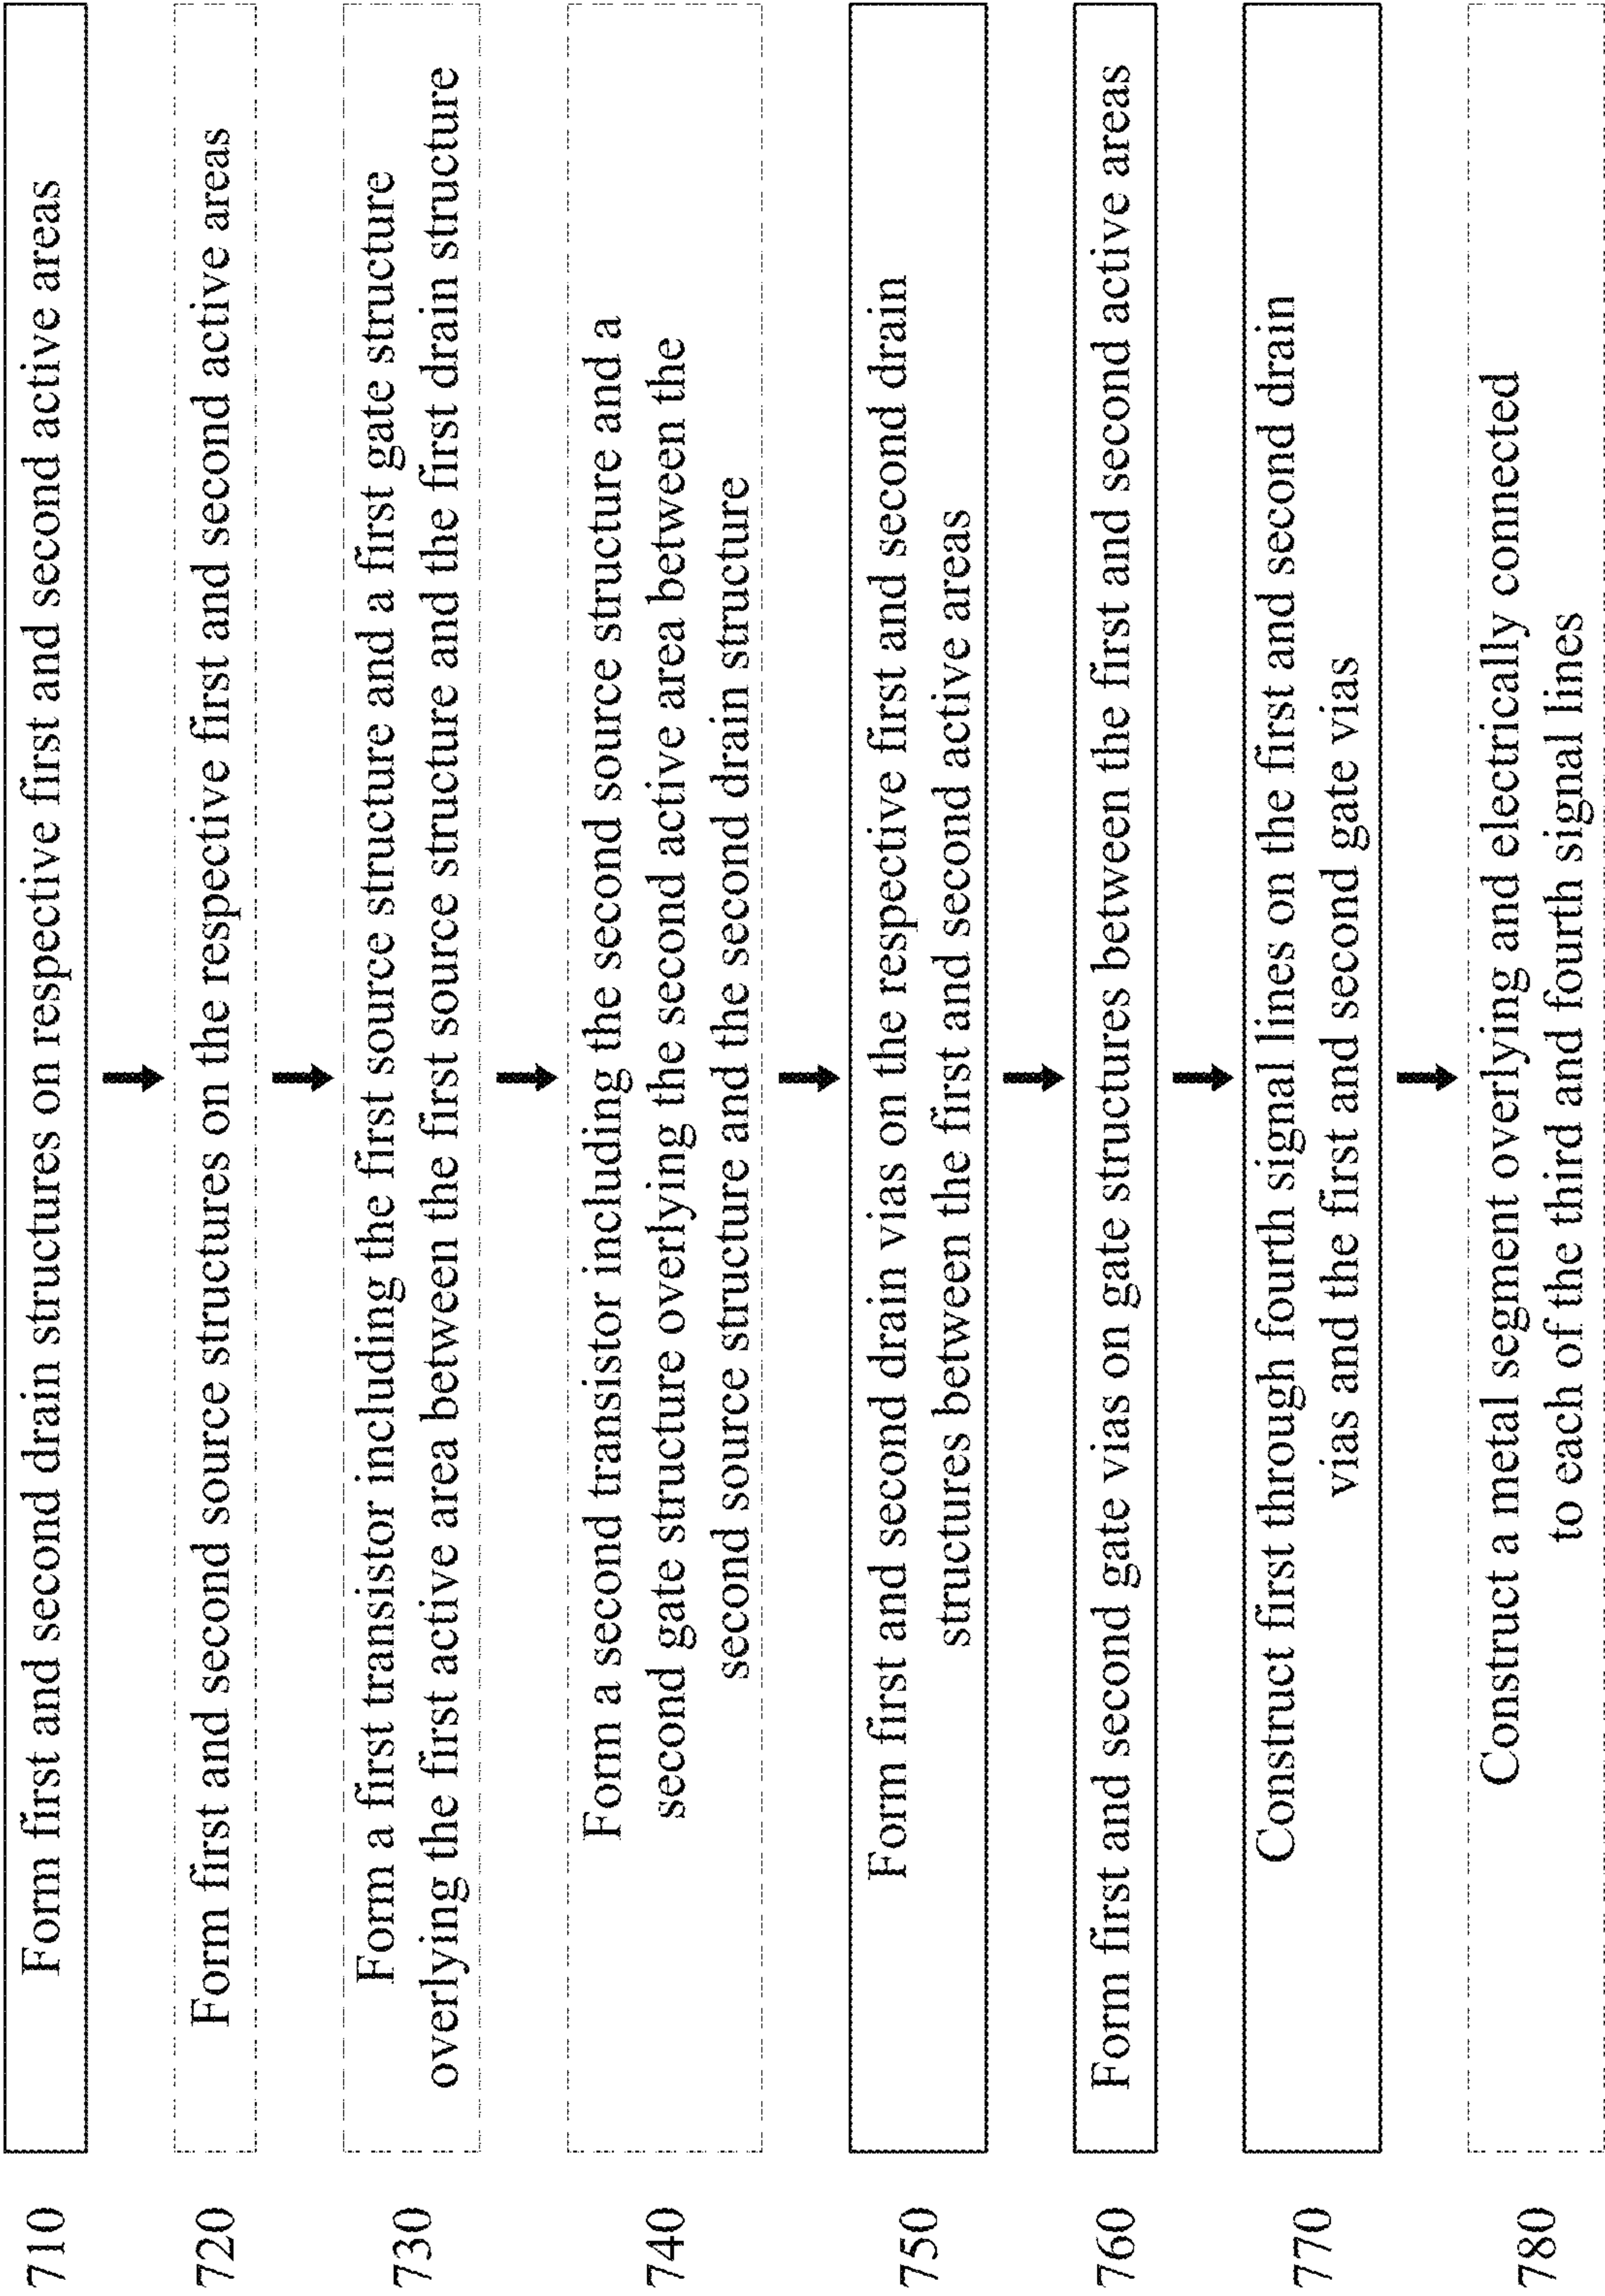 710
Form first and second drain structures on respective first and second active areas
720
Form first and second source structures on the respective first and second active areas
730
Form a first transistor including the first source structure and a first gate structure
overlying the first active area between the first source structure and the first drain structure
740
Form a second transistor including the second source structure and a
second gate structure overlying the second active area between the
second source structure and the second drain structure
750
Form first and second drain vias on the respective first and second drain
structures between the first and second active areas
760
Form first and second gate vias on gate structures between the first and second active areas
770
Construct first through fourth signal lines on the first and second drain
vias and the first and second gate vias
780
Construct a metal segment overlying and electrically connected
to each of the third and fourth signal lines